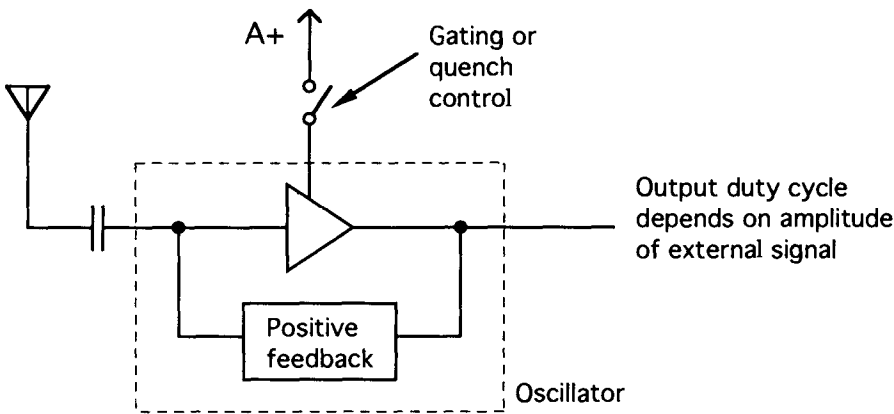 A+
Gating or
quench
control
Output duty cycle
depends on amplitude
of external signal
Positive
feedback
Oscillator